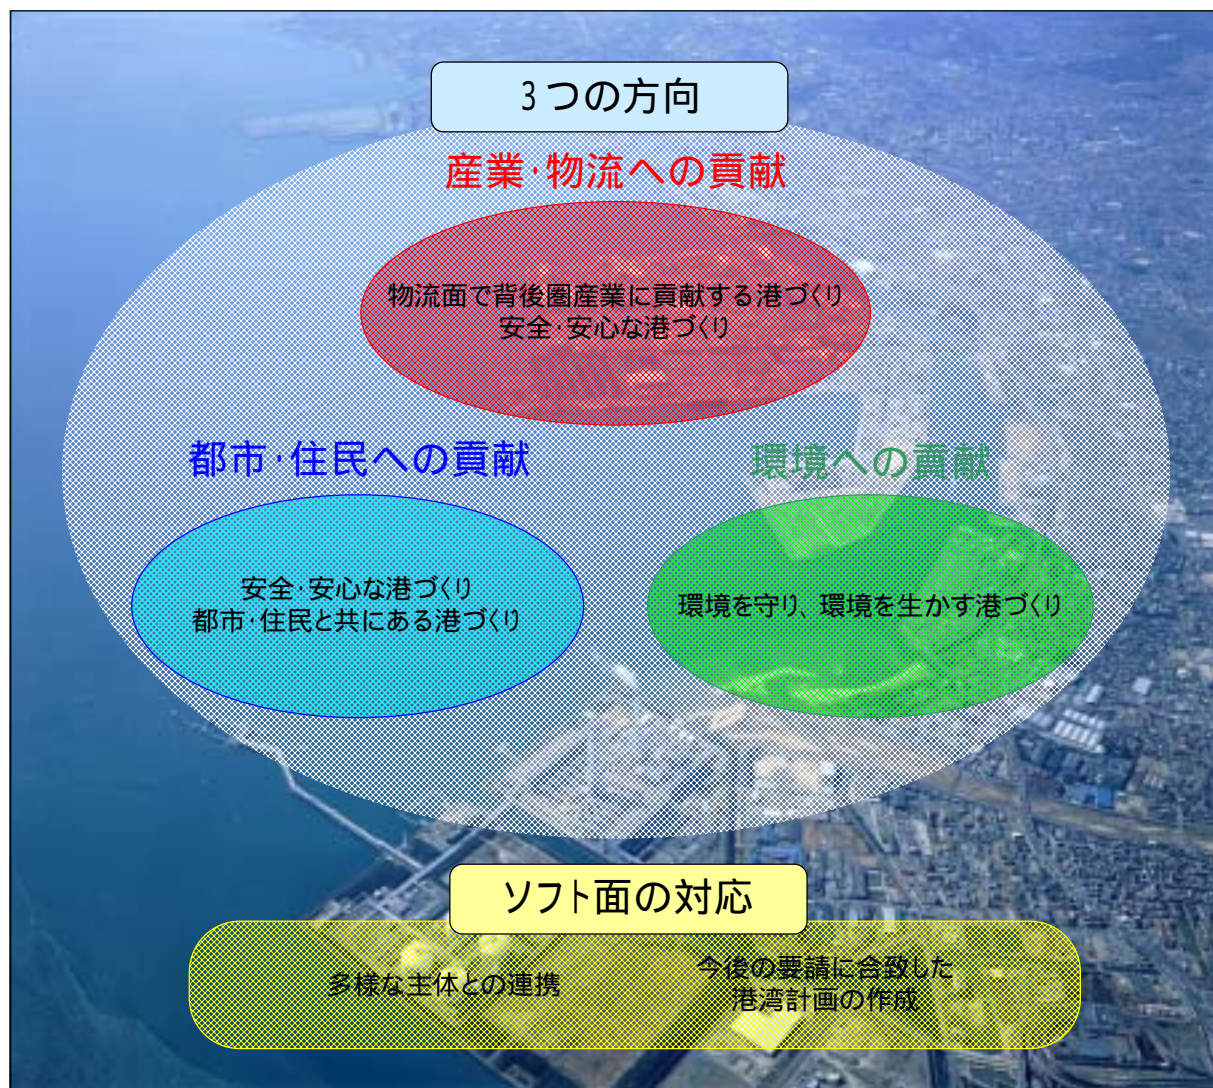 3つの方向
産業・物流への貢献
物流面で背後圏産業に貢献する港づくり
安全・安心な港づくり
都市・住民への貢献
安全・安心な港づくり
都市・住民と共にある港づくり
環境への貢献
環境を守り、環境を生かす港づくり
ソフト面の対応
多様な主体との連携
今後の要請に合致した
港湾計画の作成